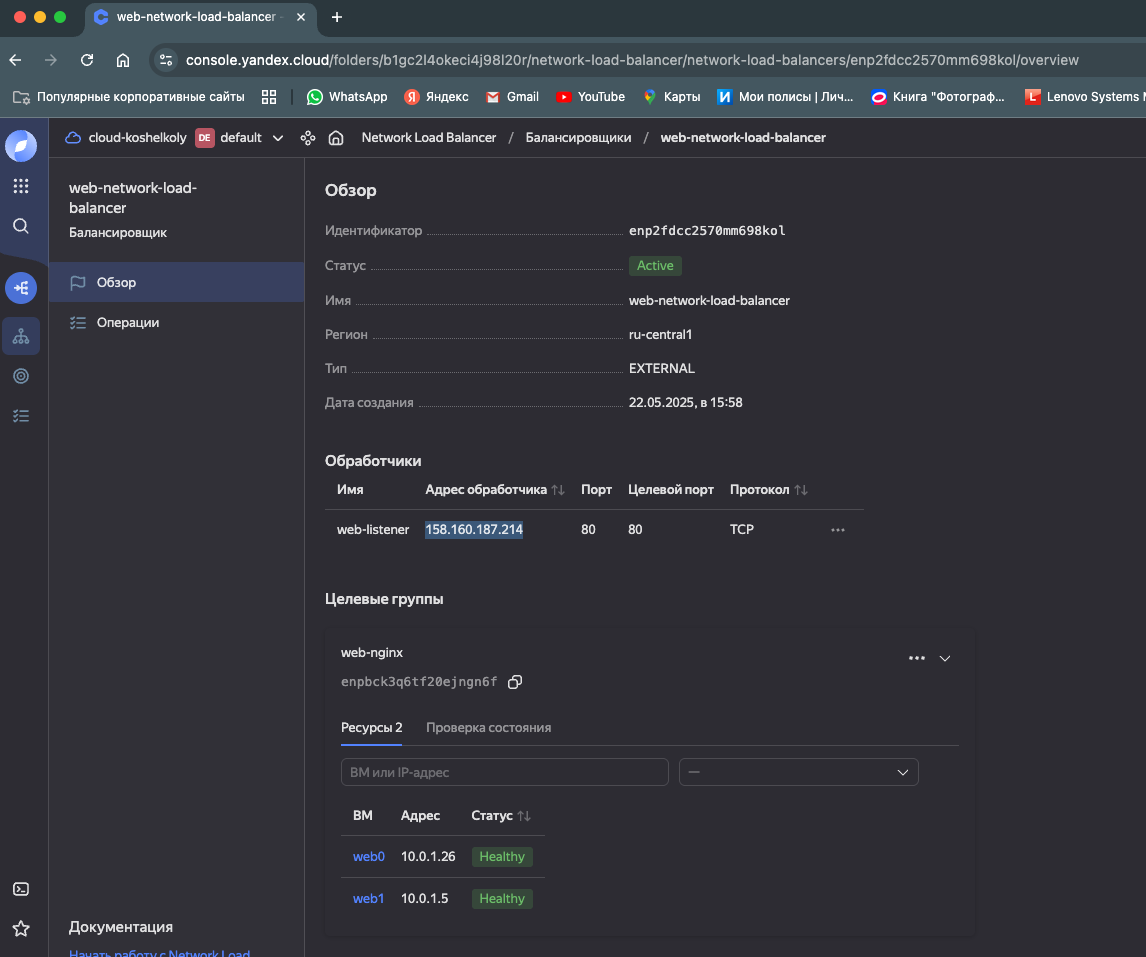 web-network-load-balancer -
console.yandex.cloud/folders/b1gc2l4okeci4j98l20r/network-load-balancer/network-load-balancers/enp2fdcc2570mm698kol/overview
Популярные корпоративные сайты WhatsApp Яндекс Gmail YouTube Карты Мои полисы | Лич... Книга "Фотограф... Lenovo Systems
cloud-koshelkoly DE default Network Load Balancer / Балансировщики / web-network-load-balancer
web-network-load-
balancer
Балансировщик
Обзор
Операции
Документация
Начать работу с Network Load
Обзор
Идентификатор enp2fdcc2570mm698kol
Статус Active
Имя web-network-load-balancer
Регион ru-central1
Тип EXTERNAL
Дата создания 22.05.2025, в 15:58
Обработчики
Имя Адрес обработчика Порт Целевой порт Протокол
web-listener 158.160.187.214 80 80 TCP
Целевые группы
web-nginx
enpbck3q6tf20ejngn6f
Ресурсы 2 Проверка состояния
ВМ или IP-адрес —
ВМ Адрес Статус
web0 10.0.1.26 Healthy
web1 10.0.1.5 Healthy